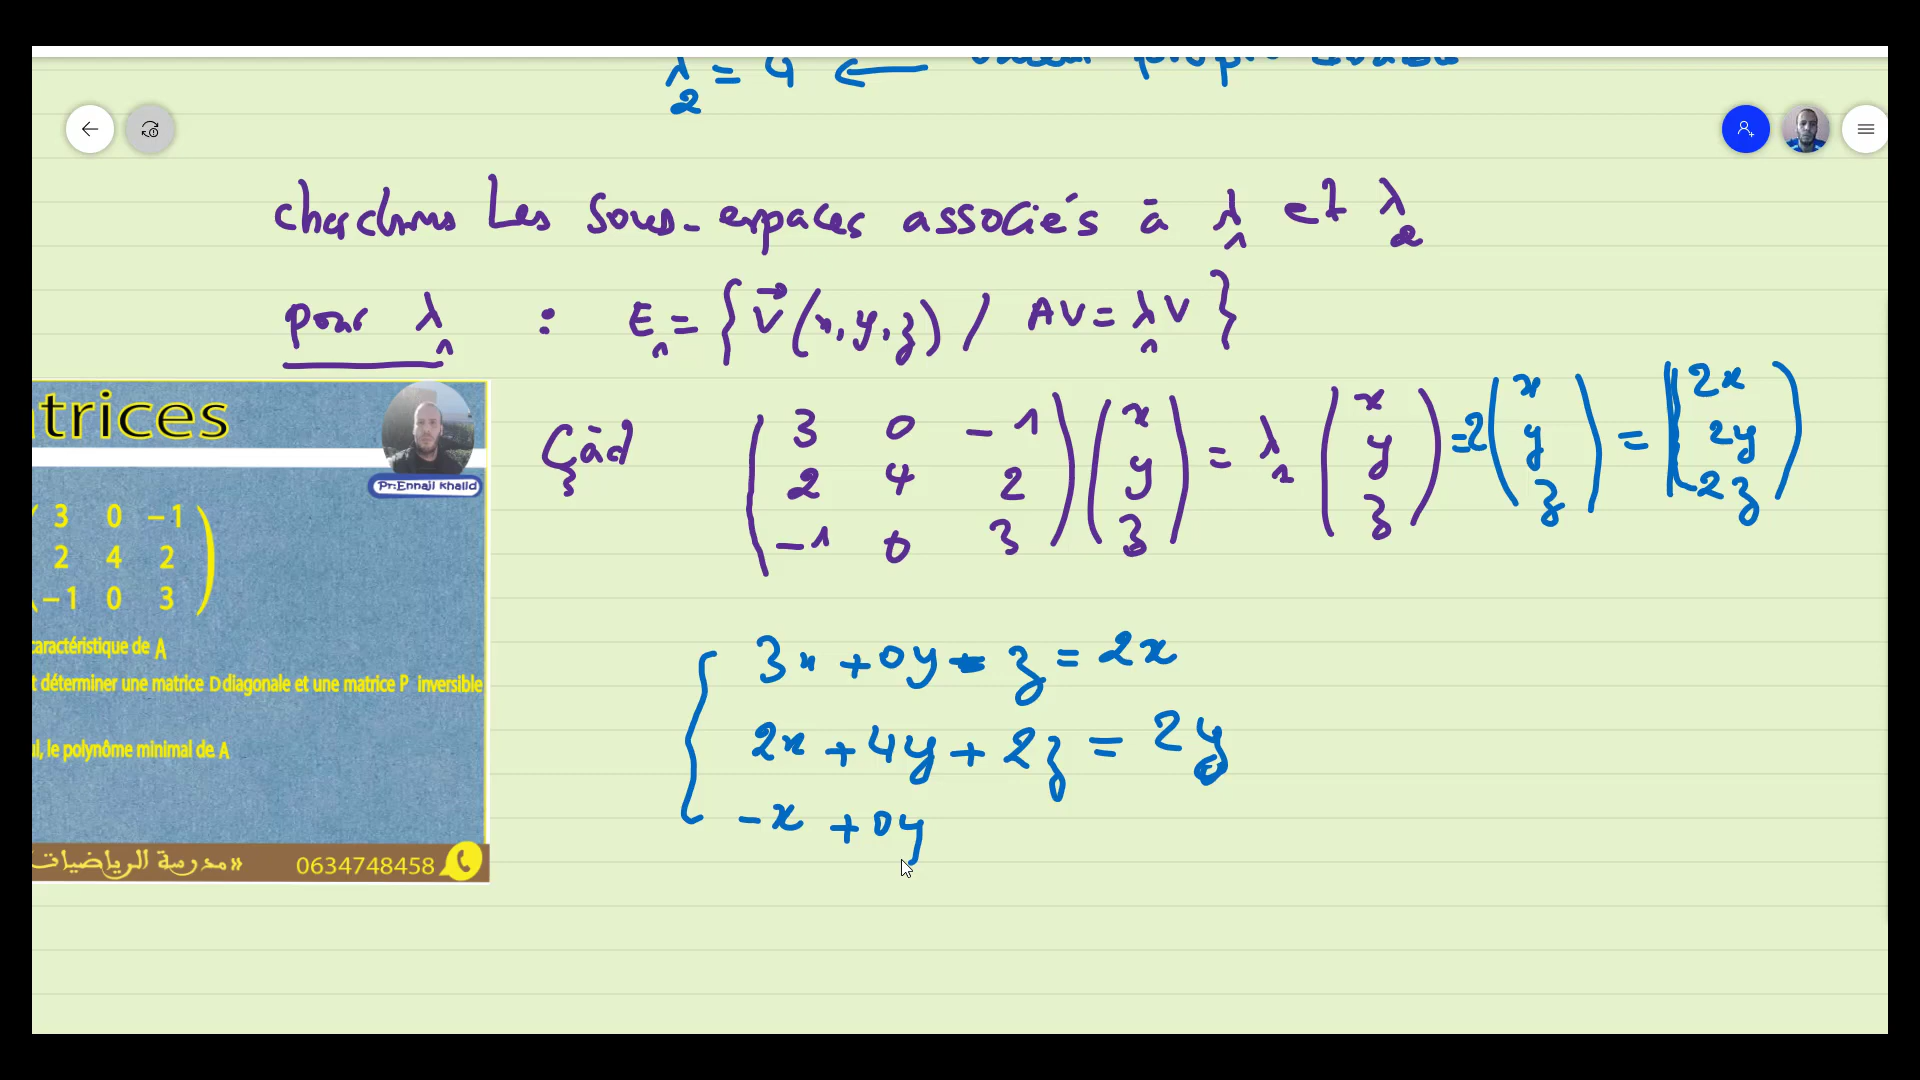 λ₂ = 4 ←
cherchons Les Sous-espaces associés à λ₁ et λ₂
pour λ₁ : E₁ = { V⃗ (x, y, z) / AV = λ₁ V }
Càd ( 3 0 -1 ) ( x ) = λ₁ ( x ) = 2 ( x ) = ( 2x )
( 2 4 2 ) ( y ) ( y ) ( y ) ( 2y )
( -1 0 3 ) ( z ) ( z ) ( z ) ( 2z )
{ 3x + 0y - z = 2x
2x + 4y + 2z = 2y
-x + 0y
trices
Pr:Ennaji khalid
3 0 −1
2 4 2
−1 0 3
caractéristique de A
t déterminer une matrice D diagonale et une matrice P inversible
ul, le polynôme minimal de A
مدرسة الرياضيات»
0634748458